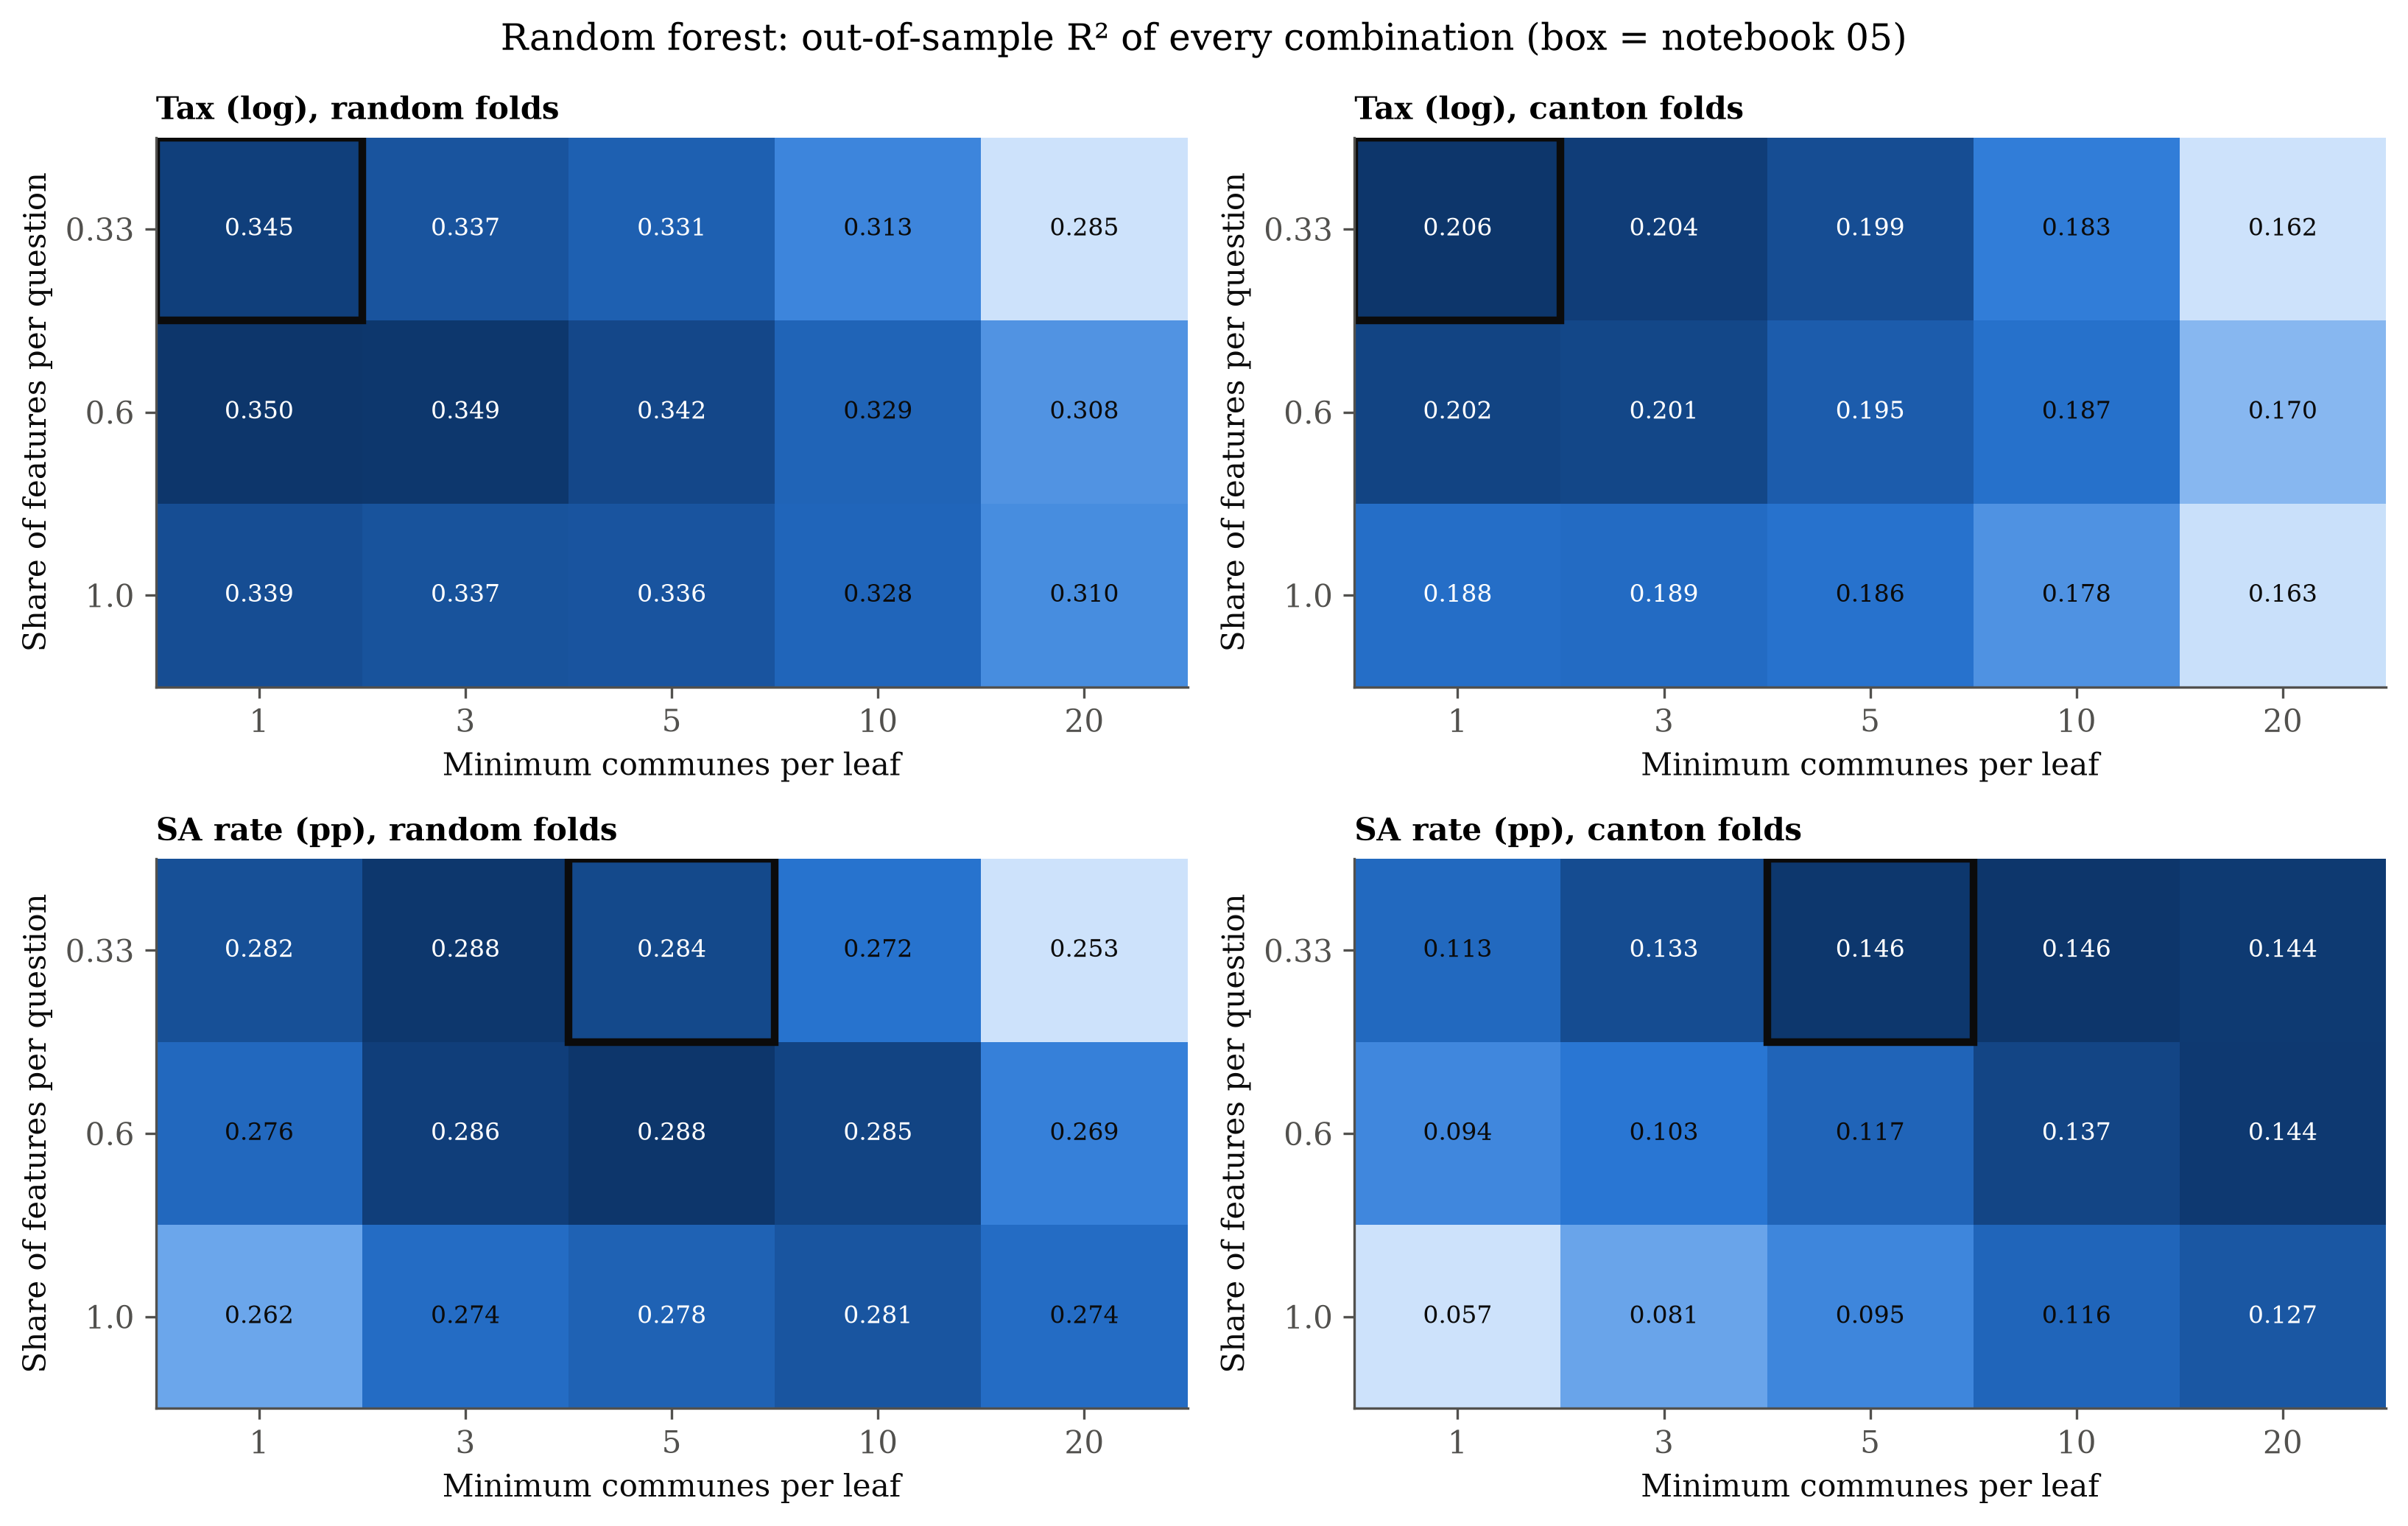 Random forest: out-of-sample R² of every combination (box = notebook 05)
Tax (log), random folds
Share of features per question
0.33 0.345 0.337 0.331 0.313 0.285
0.6 0.350 0.349 0.342 0.329 0.308
1.0 0.339 0.337 0.336 0.328 0.310
1 3 5 10 20
Minimum communes per leaf
Tax (log), canton folds
Share of features per question
0.33 0.206 0.204 0.199 0.183 0.162
0.6 0.202 0.201 0.195 0.187 0.170
1.0 0.188 0.189 0.186 0.178 0.163
1 3 5 10 20
Minimum communes per leaf
SA rate (pp), random folds
Share of features per question
0.33 0.282 0.288 0.284 0.272 0.253
0.6 0.276 0.286 0.288 0.285 0.269
1.0 0.262 0.274 0.278 0.281 0.274
1 3 5 10 20
Minimum communes per leaf
SA rate (pp), canton folds
Share of features per question
0.33 0.113 0.133 0.146 0.146 0.144
0.6 0.094 0.103 0.117 0.137 0.144
1.0 0.057 0.081 0.095 0.116 0.127
1 3 5 10 20
Minimum communes per leaf